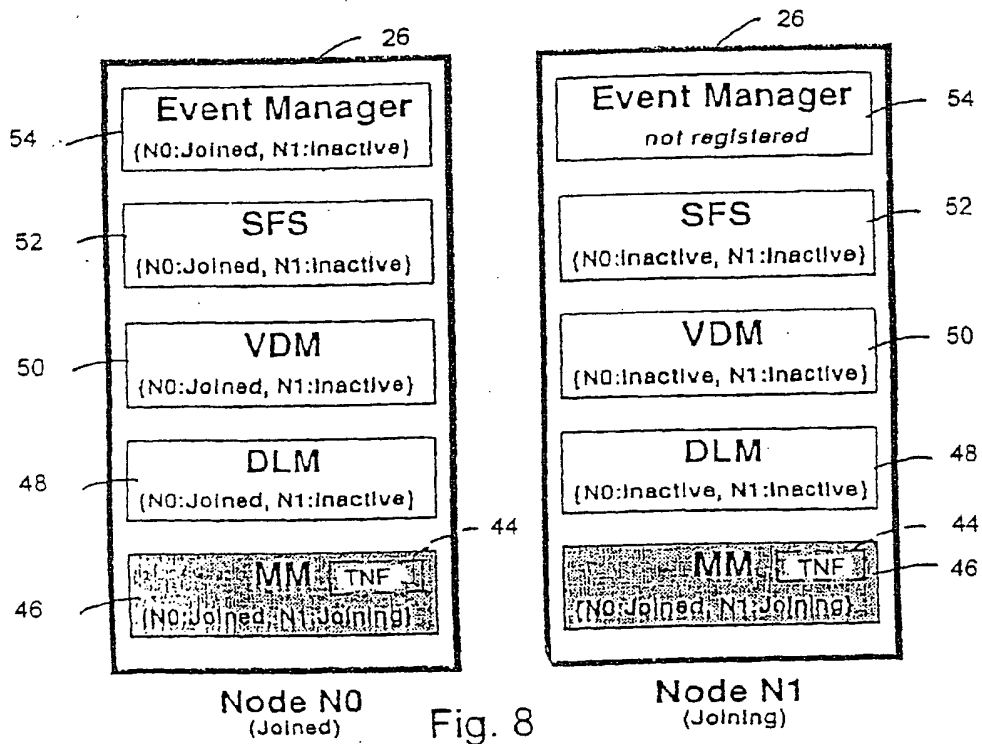 26
Event Manager
54
{N0:Joined, N1:Inactive}
SFS
52
{N0:Joined, N1:Inactive}
VDM
50
{N0:Joined, N1:Inactive}
DLM
48
{N0:Joined, N1:Inactive}
44
MM
TNF
46
{N0:Joined, N1:Joining}
Node N0
(Joined)
26
Event Manager
54
not registered
SFS
52
{N0:Inactive, N1:Inactive}
VDM
50
{N0:Inactive, N1:Inactive}
DLM
48
{N0:Inactive, N1:Inactive}
44
MM
TNF
46
{N0:Joined, N1:Joining}
Node N1
(Joining)
Fig. 8